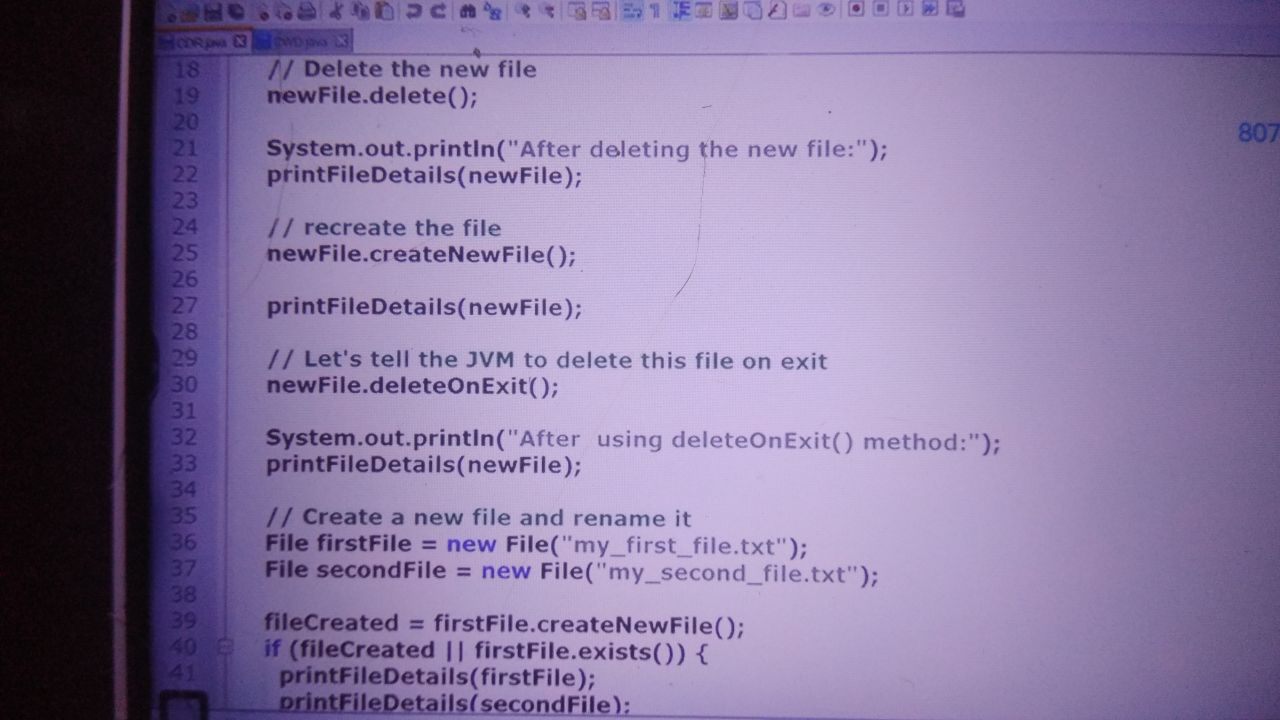 CDR.java CWD.java
807
18 // Delete the new file
19 newFile.delete();
20
21 System.out.println("After deleting the new file:");
22 printFileDetails(newFile);
23
24 // recreate the file
25 newFile.createNewFile();
26
27 printFileDetails(newFile);
28
29 // Let's tell the JVM to delete this file on exit
30 newFile.deleteOnExit();
31
32 System.out.println("After  using deleteOnExit() method:");
33 printFileDetails(newFile);
34
35 // Create a new file and rename it
36 File firstFile = new File("my_first_file.txt");
37 File secondFile = new File("my_second_file.txt");
38
39 fileCreated = firstFile.createNewFile();
40 if (fileCreated || firstFile.exists()) {
41 printFileDetails(firstFile);
printFileDetails(secondFile);